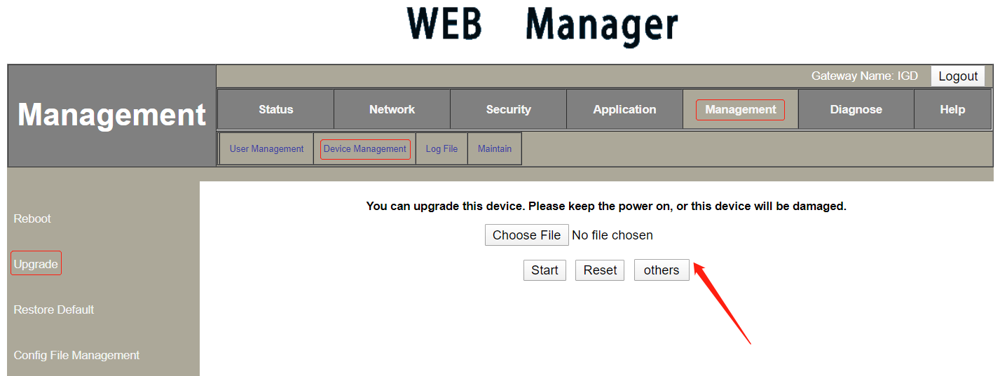 WEB Manager
Gateway Name: IGD Logout
Management
Status Network Security Application Management Diagnose Help
User Management Device Management Log File Maintain
Reboot
Upgrade
Restore Default
Config File Management
You can upgrade this device. Please keep the power on, or this device will be damaged.
Choose File No file chosen
Start Reset others